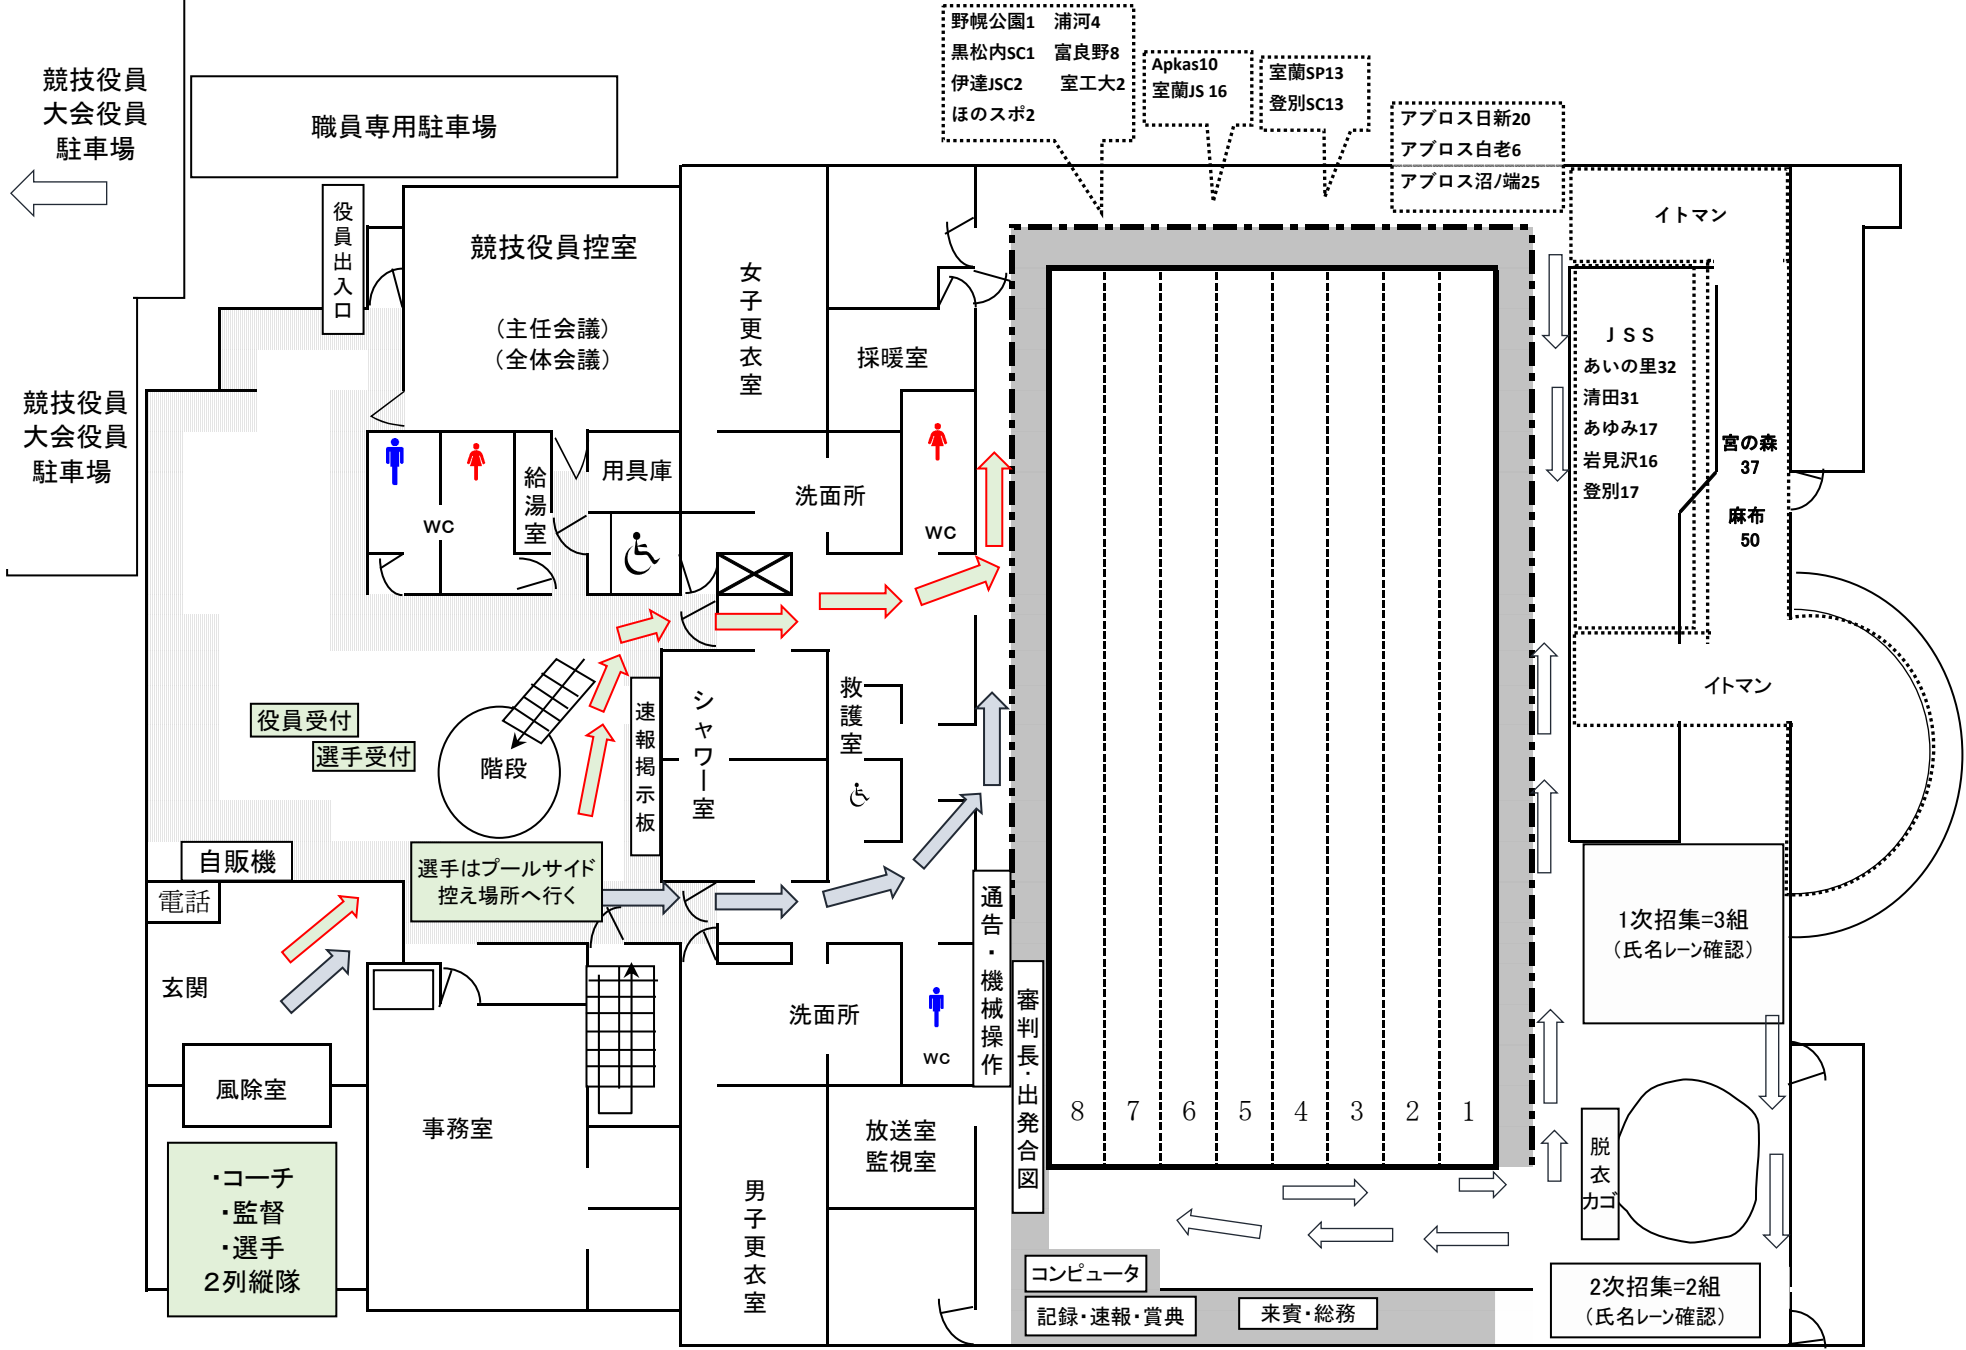 野幌公園1 浦河4
黒松内SC1 富良野8
伊達JSC2 室工大2
ほのスポ2
Apkas10
室蘭JS 16
室蘭SP13
登別SC13
アブロス日新20
アブロス白老6
アブロス沼ノ端25
競技役員
大会役員
駐車場
職員専用駐車場
役員出入口
競技役員控室
(主任会議)
(全体会議)
女子更衣室
採暖室
イトマン
JSS
あいの里32
清田31
あゆみ17
岩見沢16
登別17
宮の森
37
麻布
50
競技役員
大会役員
駐車場
WC
給湯室
用具庫
洗面所
WC
イトマン
役員受付
選手受付
階段
速報掲示板
シャワー室
救護室
自販機
電話
選手はプールサイド
控え場所へ行く
通告・機械操作
1次招集=3組
(氏名レーン確認)
玄関
洗面所
WC
審判長・出発合図
風除室
事務室
放送室
監視室
8 7 6 5 4 3 2 1
脱衣カゴ
・コーチ
・監督
・選手
2列縦隊
男子更衣室
コンピュータ
記録・速報・賞典
来賓・総務
2次招集=2組
(氏名レーン確認)